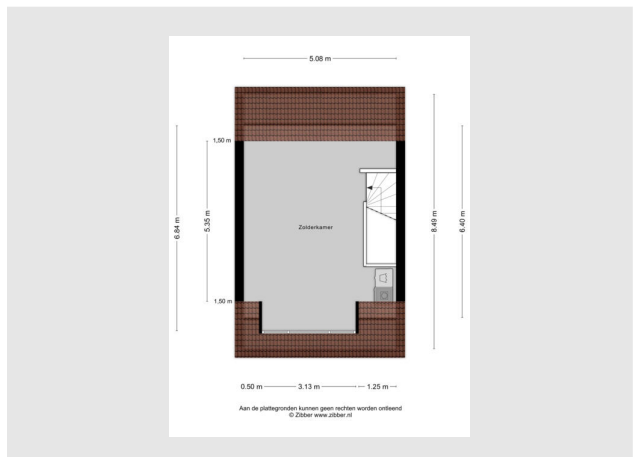 5.08 m
1,50 m
6.84 m
5.35 m
Zolderkamer
8.49 m
6.40 m
1,50 m
0.50 m 3.13 m 1.25 m
Aan de plattegronden kunnen geen rechten worden ontleend
© Zibber www.zibber.nl